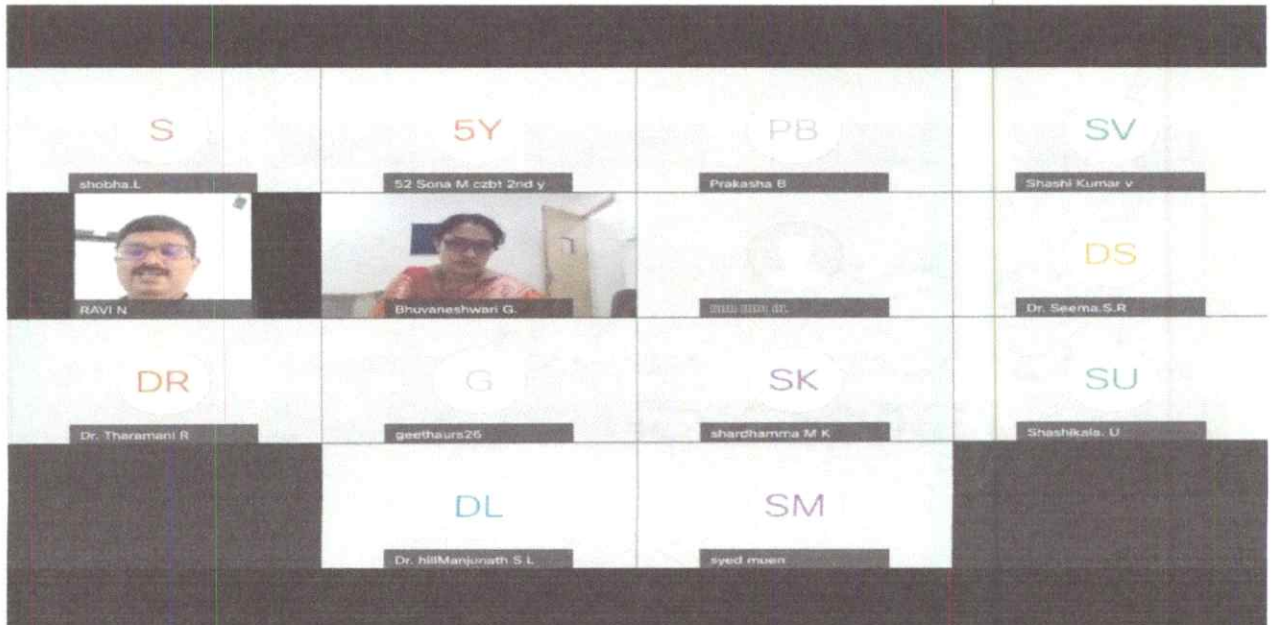 S
shobha.L
5Y
52 Sona M czbt 2nd y
PB
Prakasha B
SV
Shashi Kumar v
RAVI N
Bhuvaneshwari G.
DS
Dr. Seema.S.R
DR
Dr. Tharamani R
G
geethaurs26
SK
shardhamma M K
SU
Shashikala. U
DL
Dr. hillManjunath S L
SM
syed muen